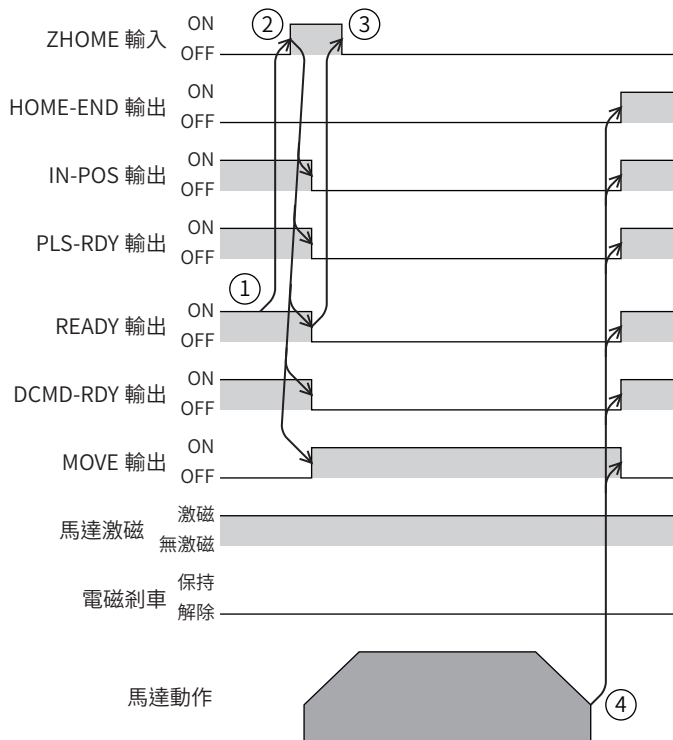 ZHOME 輸入 ON ② ③
OFF
HOME-END 輸出 ON
OFF
IN-POS 輸出 ON
OFF
PLS-RDY 輸出 ON
OFF
①
READY 輸出 ON
OFF
DCMD-RDY 輸出 ON
OFF
MOVE 輸出 ON
OFF
馬達激磁 激磁
無激磁
電磁剎車 保持
解除
馬達動作 ④